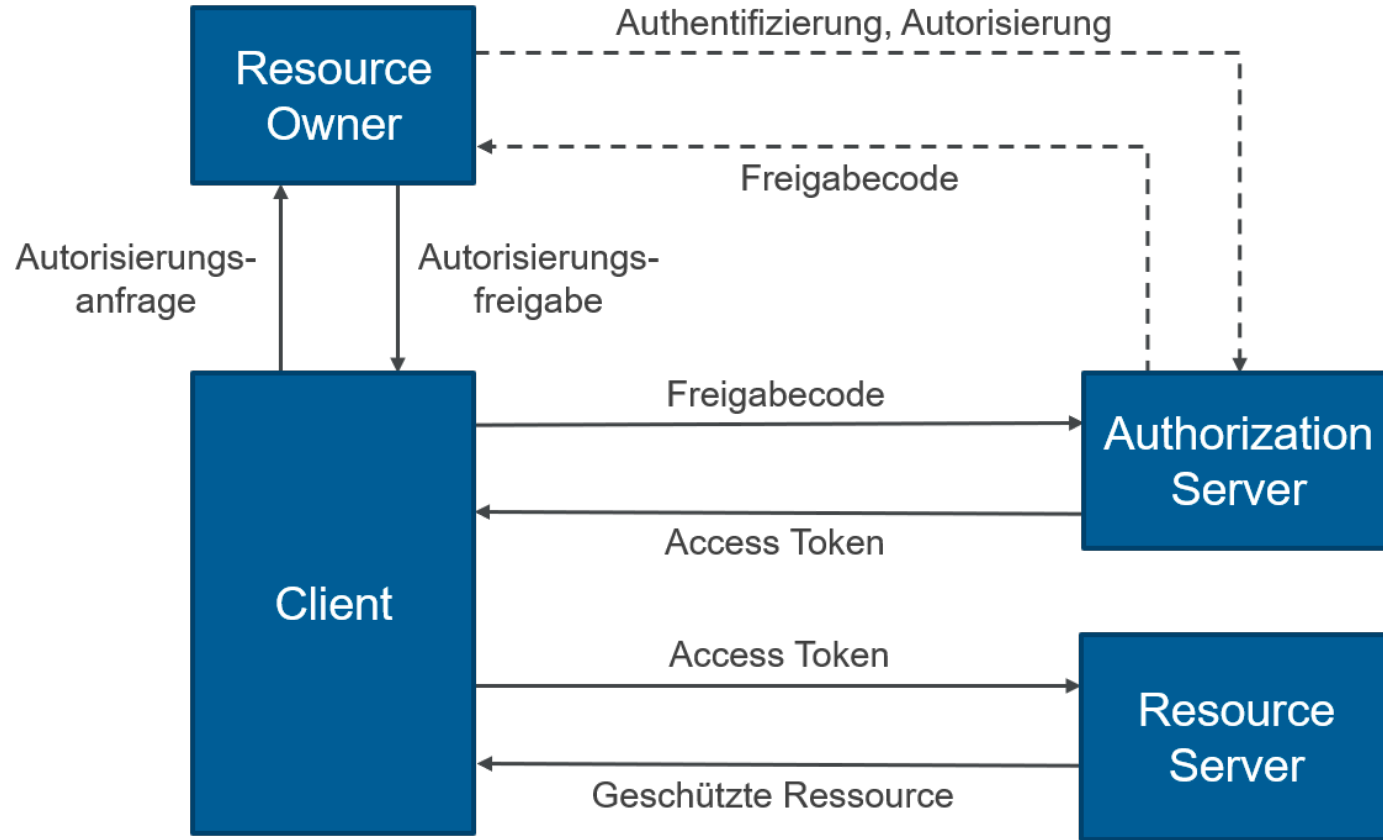 Authentifizierung, Autorisierung
Resource
Owner
Freigabecode
Autorisierungs-
anfrage
Autorisierungs-
freigabe
Freigabecode
Authorization
Server
Access Token
Client
Access Token
Resource
Server
Geschützte Ressource